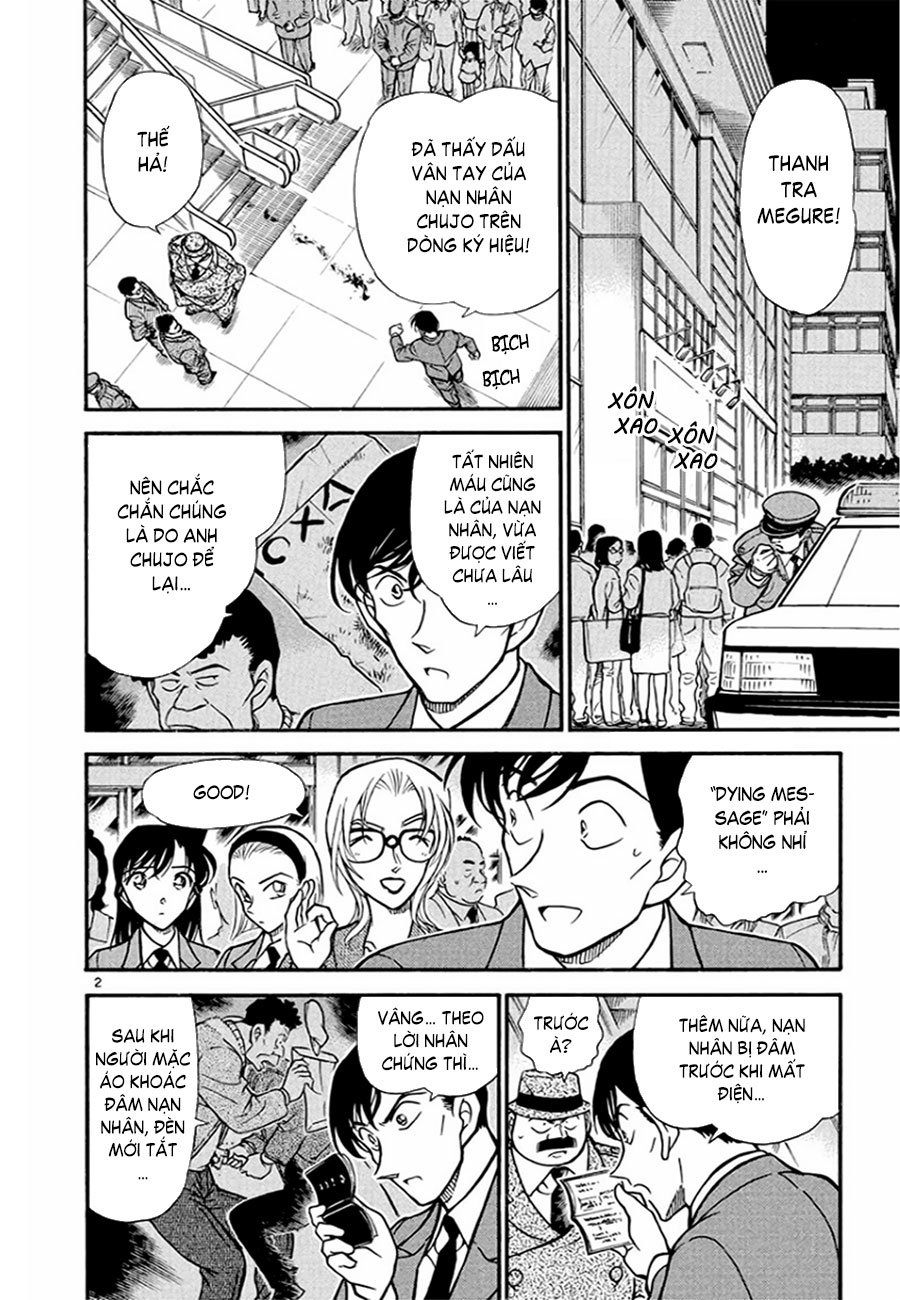 THANH
TRA
MEGURE!
XÔN
XAO
XÔN
XAO
ĐÃ THẤY DẤU
VÂN TAY CỦA
NẠN NHÂN
CHUJO TRÊN
DÒNG KÝ HIỆU!
BỊCH
BỊCH
THẾ
HẢ!
TẤT NHIÊN
MÁU CŨNG
LÀ CỦA NẠN
NHÂN, VỪA
ĐƯỢC VIẾT
CHƯA LÂU
...
NÊN CHẮC
CHẮN CHÚNG
LÀ DO ANH
CHUJO ĐỂ
LẠI...
C X Δ
“DYING MES-
SAGE” PHẢI
KHÔNG NHỈ
...
GOOD!
2
THÊM NỮA, NẠN
NHÂN BỊ ĐÂM
TRƯỚC KHI MẤT
ĐIỆN...
TRƯỚC
À?
VÂNG... THEO
LỜI NHÂN
CHỨNG THÌ...
SAU KHI
NGƯỜI MẶC
ÁO KHOÁC
ĐÂM NẠN
NHÂN, ĐÈN
MỚI TẮT
...